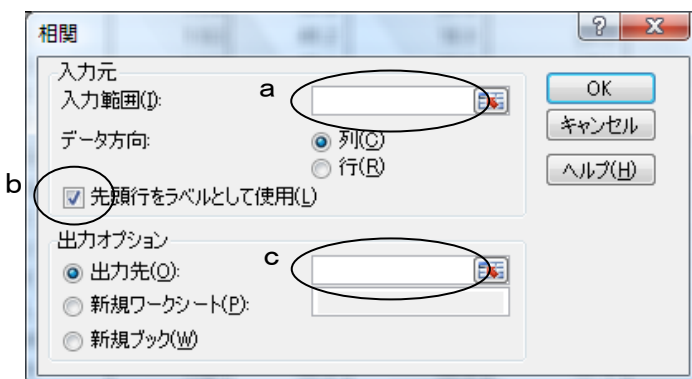 相関
入力元
入力範囲(I):
a
データ方向:
列(C)
行(R)
b
先頭行をラベルとして使用(L)
出力オプション
出力先(O):
c
新規ワークシート(P):
新規ブック(W)
OK
キャンセル
ヘルプ(H)